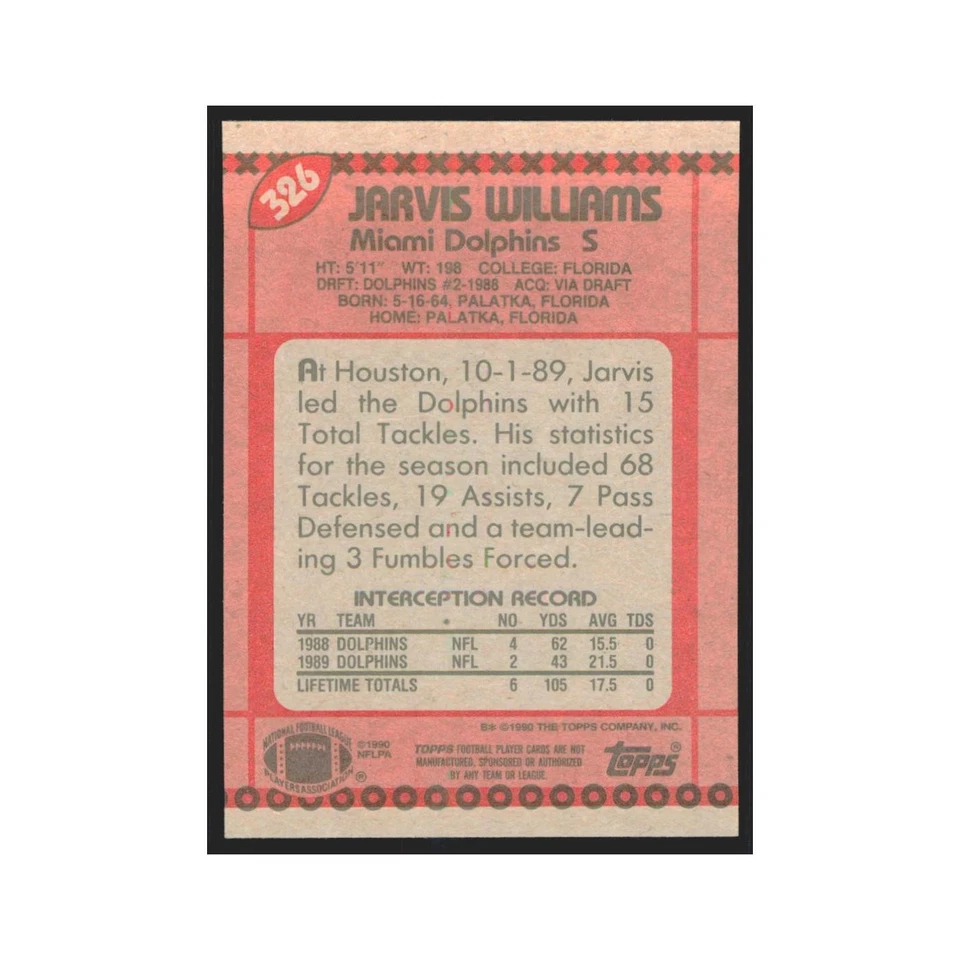 326
JARVIS WILLIAMS
Miami Dolphins S
HT: 5'11" WT: 198 COLLEGE: FLORIDA
DRFT: DOLPHINS #2-1988 ACQ: VIA DRAFT
BORN: 5-16-64, PALATKA, FLORIDA
HOME: PALATKA, FLORIDA
At Houston, 10-1-89, Jarvis
led the Dolphins with 15
Total Tackles. His statistics
for the season included 68
Tackles, 19 Assists, 7 Pass
Defensed and a team-lead-
ing 3 Fumbles Forced.
INTERCEPTION RECORD
YR TEAM NO YDS AVG TDS
1988 DOLPHINS NFL 4 62 15.5 0
1989 DOLPHINS NFL 2 43 21.5 0
LIFETIME TOTALS 6 105 17.5 0
B* ©1990 THE TOPPS COMPANY, INC.
NATIONAL FOOTBALL LEAGUE
PLAYERS ASSOCIATION ®
©1990
NFLPA
TOPPS FOOTBALL PLAYER CARDS ARE NOT
MANUFACTURED, SPONSORED OR AUTHORIZED
BY ANY TEAM OR LEAGUE.
topps ®